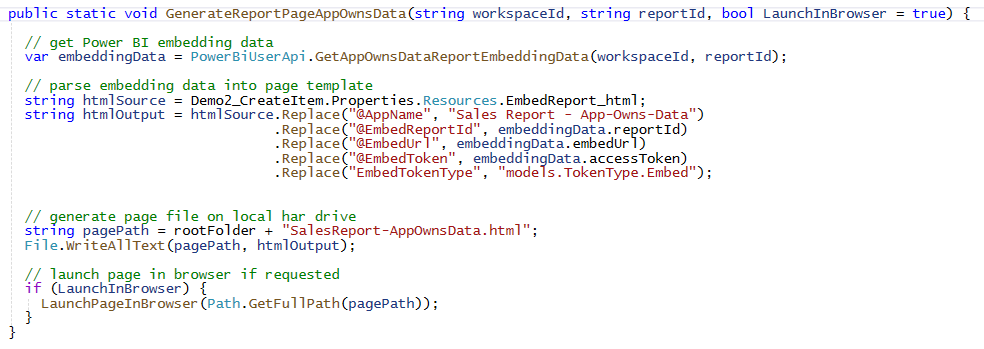 public static void GenerateReportPageAppOwnsData(string workspaceId, string reportId, bool LaunchInBrowser = true) {
// get Power BI embedding data
var embeddingData = PowerBiUserApi.GetAppOwnsDataReportEmbeddingData(workspaceId, reportId);
// parse embedding data into page template
string htmlSource = Demo2_CreateItem.Properties.Resources.EmbedReport_html;
string htmlOutput = htmlSource.Replace("@AppName", "Sales Report - App-Owns-Data")
.Replace("@EmbedReportId", embeddingData.reportId)
.Replace("@EmbedUrl", embeddingData.embedUrl)
.Replace("@EmbedToken", embeddingData.accessToken)
.Replace("EmbedTokenType", "models.TokenType.Embed");
// generate page file on local har drive
string pagePath = rootFolder + "SalesReport-AppOwnsData.html";
File.WriteAllText(pagePath, htmlOutput);
// launch page in browser if requested
if (LaunchInBrowser) {
LaunchPageInBrowser(Path.GetFullPath(pagePath));
}
}